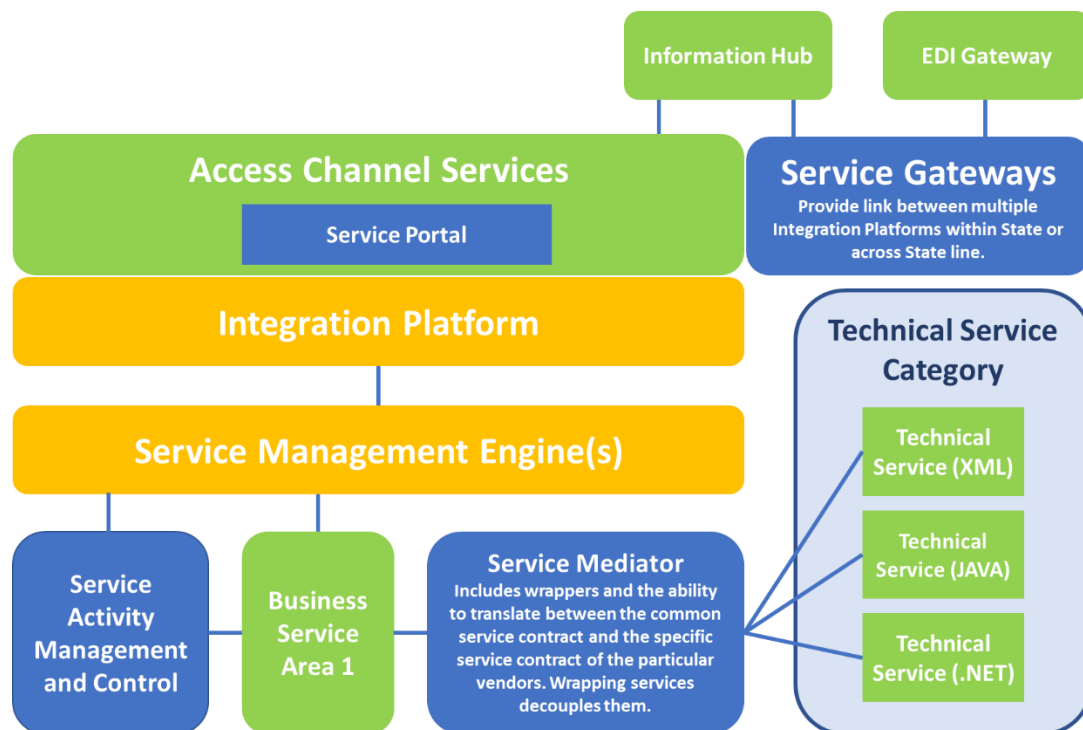 Information Hub
EDI Gateway
Access Channel Services
Service Portal
Service Gateways
Provide link between multiple
Integration Platforms within State or
across State line.
Integration Platform
Service Management Engine(s)
Technical Service
Category
Technical
Service (XML)
Technical
Service (JAVA)
Technical
Service (.NET)
Service
Activity
Management
and Control
Business
Service
Area 1
Service Mediator
Includes wrappers and the ability
to translate between the common
service contract and the specific
service contract of the particular
vendors. Wrapping services
decouples them.